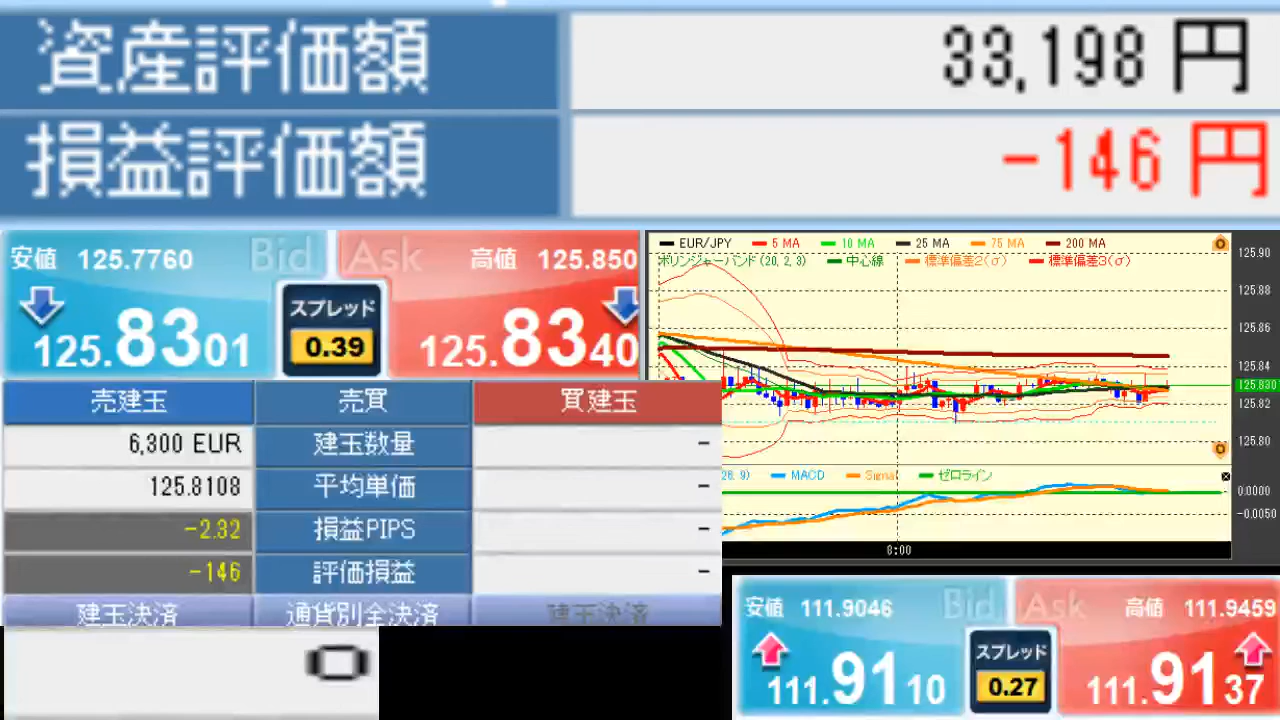 資産評価額 33,198 円
損益評価額 -146 円
安値 125.7760 Bid Ask 高値 125.850
125.8301 スプレッド 0.39 125.8340
売建玉 売買 買建玉
6,300 EUR 建玉数量 -
125.8108 平均単価 -
-2.32 損益PIPS -
-146 評価損益 -
建玉決済 通貨別全決済 建玉決済
0
EUR/JPY 5 MA 10 MA 25 MA 75 MA 200 MA
ボリンジャーバンド(20, 2, 3) 中心線 標準偏差2(σ) 標準偏差3(σ)
125.90
125.88
125.86
125.84
125.830
125.82
125.80
26, 9) MACD Signal ゼロライン
0.0000
-0.0050
8:00
安値 111.9046 Bid Ask 高値 111.9459
111.9110 スプレッド 0.27 111.9137